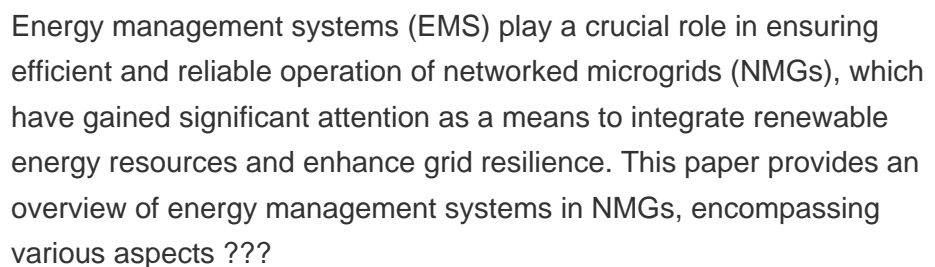 Energy management systems (EMS) play a crucial role in ensuring
efficient and reliable operation of networked microgrids (NMGs), which
have gained significant attention as a means to integrate renewable
energy resources and enhance grid resilience. This paper provides an
overview of energy management systems in NMGs, encompassing
various aspects ???